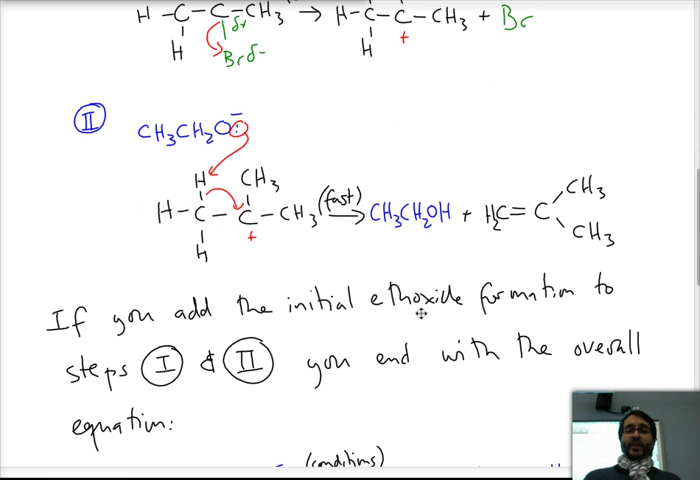 H-C-C-CH₃ → H-C-C-CH₃ + Br
δ+
H Br δ- H +
II
CH₃CH₂O:⁻
H CH₃
H-C-C-CH₃ (fast) → CH₃CH₂OH + H₂C=C
CH₃
CH₃
H +
If you add the initial ethoxide formation to
steps I & II you end with the overall
equation:
(conditions)